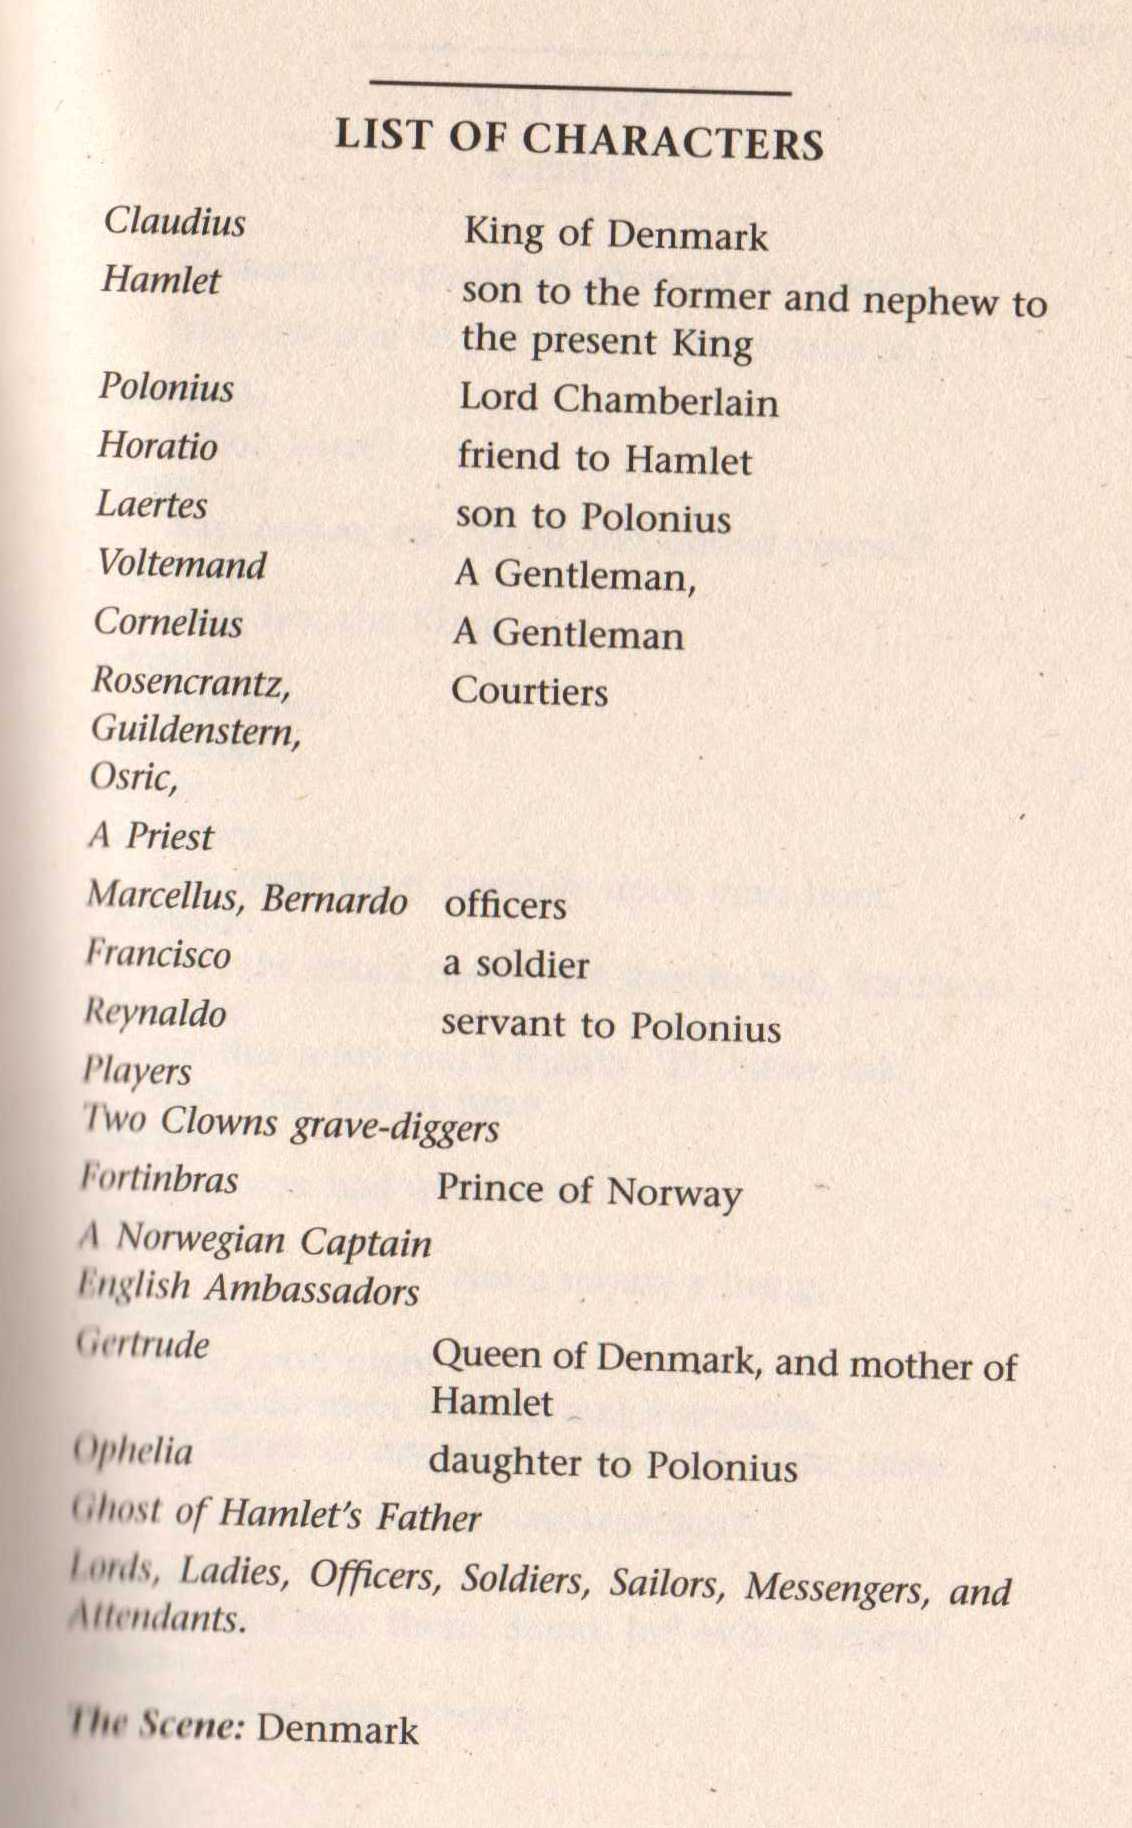 LIST OF CHARACTERS
Claudius King of Denmark
Hamlet son to the former and nephew to
the present King
Polonius Lord Chamberlain
Horatio friend to Hamlet
Laertes son to Polonius
Voltemand A Gentleman,
Cornelius A Gentleman
Rosencrantz, Courtiers
Guildenstern,
Osric,
A Priest
Marcellus, Bernardo officers
Francisco a soldier
Reynaldo servant to Polonius
Players
Two Clowns grave-diggers
Fortinbras Prince of Norway
A Norwegian Captain
English Ambassadors
Gertrude Queen of Denmark, and mother of
Hamlet
Ophelia daughter to Polonius
Ghost of Hamlet's Father
Lords, Ladies, Officers, Soldiers, Sailors, Messengers, and
Attendants.
The Scene: Denmark